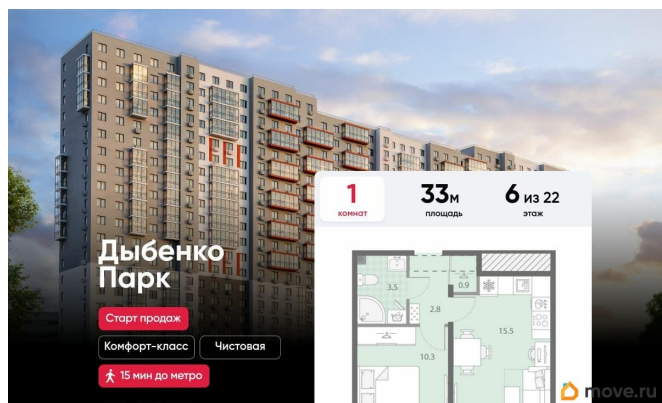 1
комнат
33м
площадь
6 из 22
этаж
Дыбенко
Парк
Старт продаж
Комфорт-класс
Чистовая
15 мин до метро
3.5
0.9
2.8
15.5
10.3
move.ru